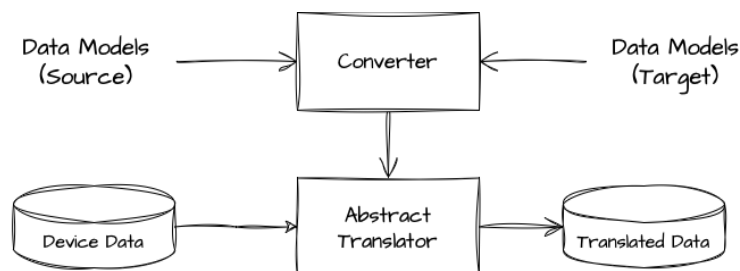 Data Models
(Source)
Converter
Data Models
(Target)
Device Data
Abstract
Translator
Translated Data